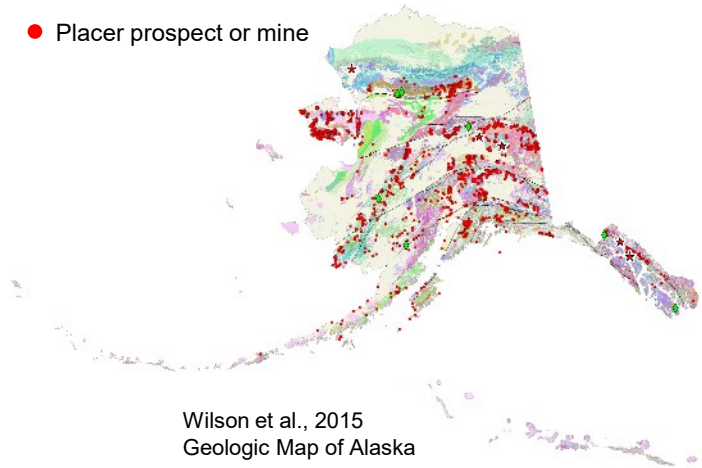 Placer prospect or mine
Wilson et al., 2015
Geologic Map of Alaska